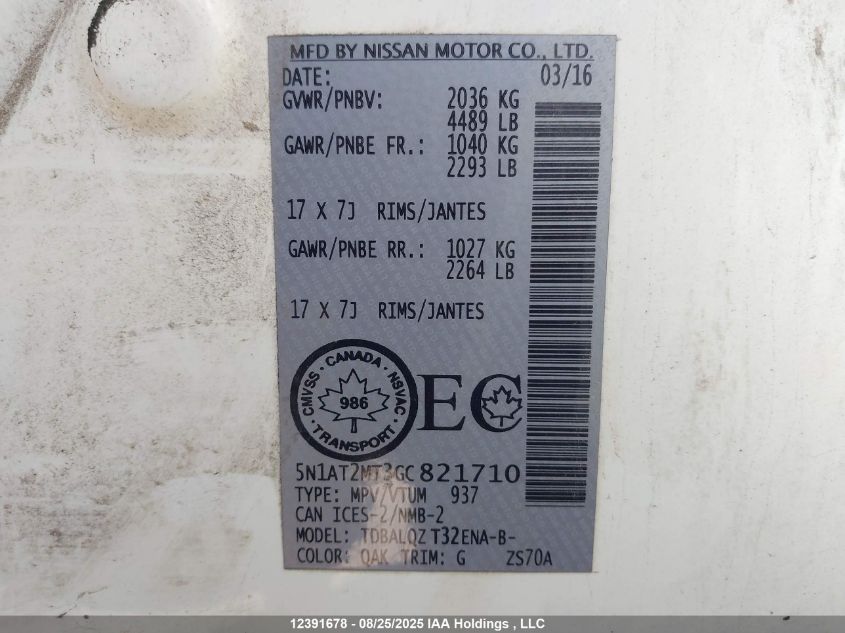 MFD BY NISSAN MOTOR CO., LTD.
DATE: 03/16
GVWR/PNBV: 2036 KG
4489 LB
GAWR/PNBE FR.: 1040 KG
2293 LB
17 X 7J RIMS/JANTES
GAWR/PNBE RR.: 1027 KG
2264 LB
17 X 7J RIMS/JANTES
CMVSS · CANADA · NSVAC
986
TRANSPORT
EC
5N1AT2MT3GC821710
TYPE: MPV/VTUM 937
CAN ICES-2/NMB-2
MODEL: TDBALQZ T32ENA-B-
COLOR: QAK TRIM: G ZS70A
12391678 - 08/25/2025 IAA Holdings , LLC